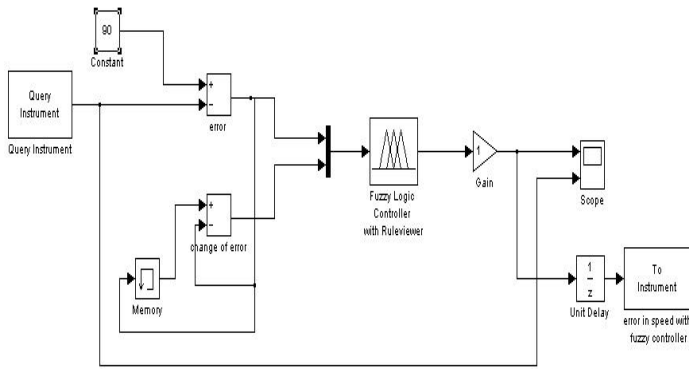 90
Constant
Query
Instrument
Query Instrument
+
−
error
+
−
change of error
Memory
Fuzzy Logic
Controller
with Ruleviewer
1
Gain
Scope
1
z
Unit Delay
To
Instrument
error in speed with
fuzzy controller